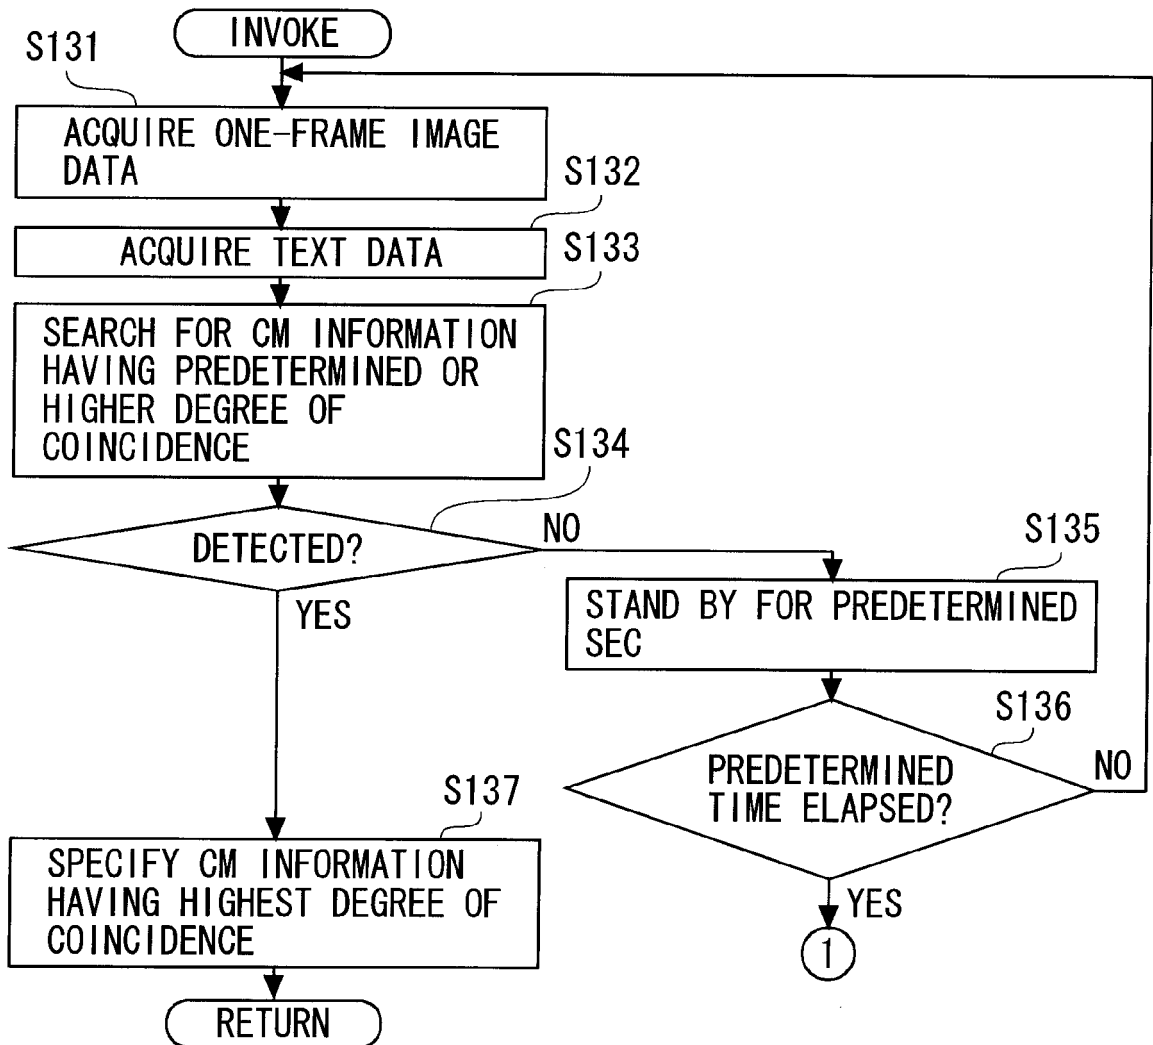 INVOKE
S131
ACQUIRE ONE-FRAME IMAGE
DATA
S132
ACQUIRE TEXT DATA
S133
SEARCH FOR CM INFORMATION
HAVING PREDETERMINED OR
HIGHER DEGREE OF
COINCIDENCE
S134
DETECTED?
NO
YES
S135
STAND BY FOR PREDETERMINED
SEC
S136
PREDETERMINED
TIME ELAPSED?
NO
YES
1
S137
SPECIFY CM INFORMATION
HAVING HIGHEST DEGREE OF
COINCIDENCE
RETURN